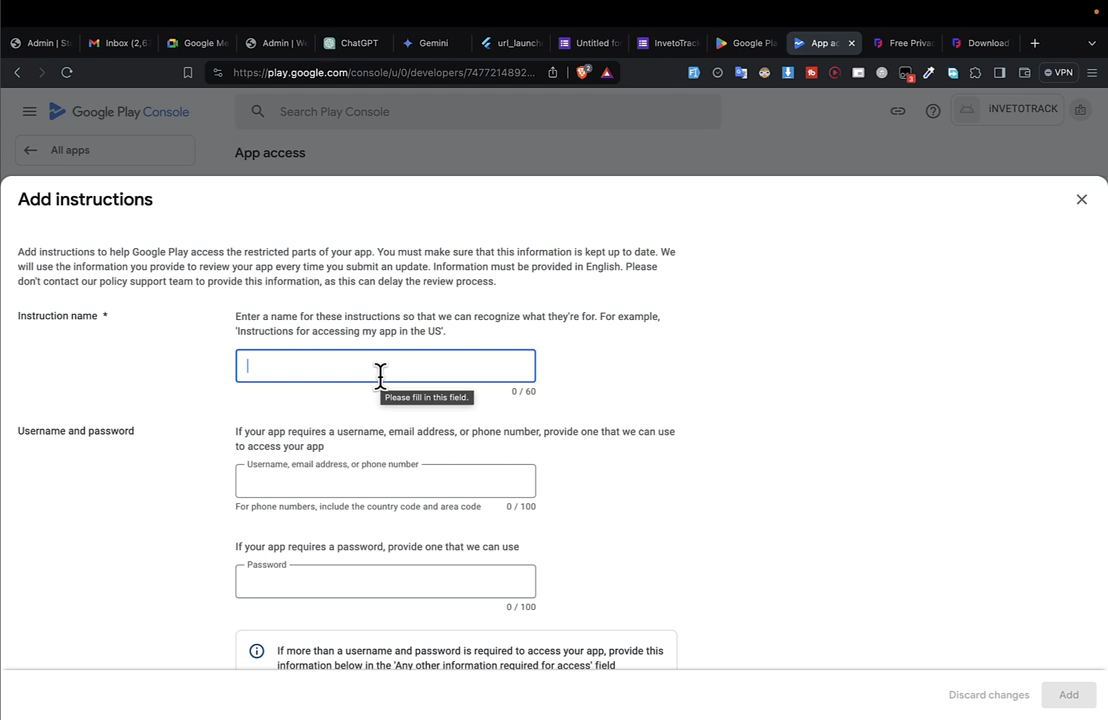 Admin | St
Inbox (2,6
Google Me
Admin | W
ChatGPT
Gemini
url_launch
Untitled fo
InvetoTrac
Google Pla
App ac
Free Priva
Download
https://play.google.com/console/u/0/developers/7477214892...
2
3
VPN
Google Play Console
Search Play Console
iNVETOTRACK
All apps
App access
Add instructions
Add instructions to help Google Play access the restricted parts of your app. You must make sure that this information is kept up to date. We
will use the information you provide to review your app every time you submit an update. Information must be provided in English. Please
don't contact our policy support team to provide this information, as this can delay the review process.
Instruction name *
Enter a name for these instructions so that we can recognize what they're for. For example,
'Instructions for accessing my app in the US'.
0 / 60
Please fill in this field.
Username and password
If your app requires a username, email address, or phone number, provide one that we can use
to access your app
Username, email address, or phone number
For phone numbers, include the country code and area code
0 / 100
If your app requires a password, provide one that we can use
Password
0 / 100
If more than a username and password is required to access your app, provide this
information below in the 'Any other information required for access' field
Discard changes
Add